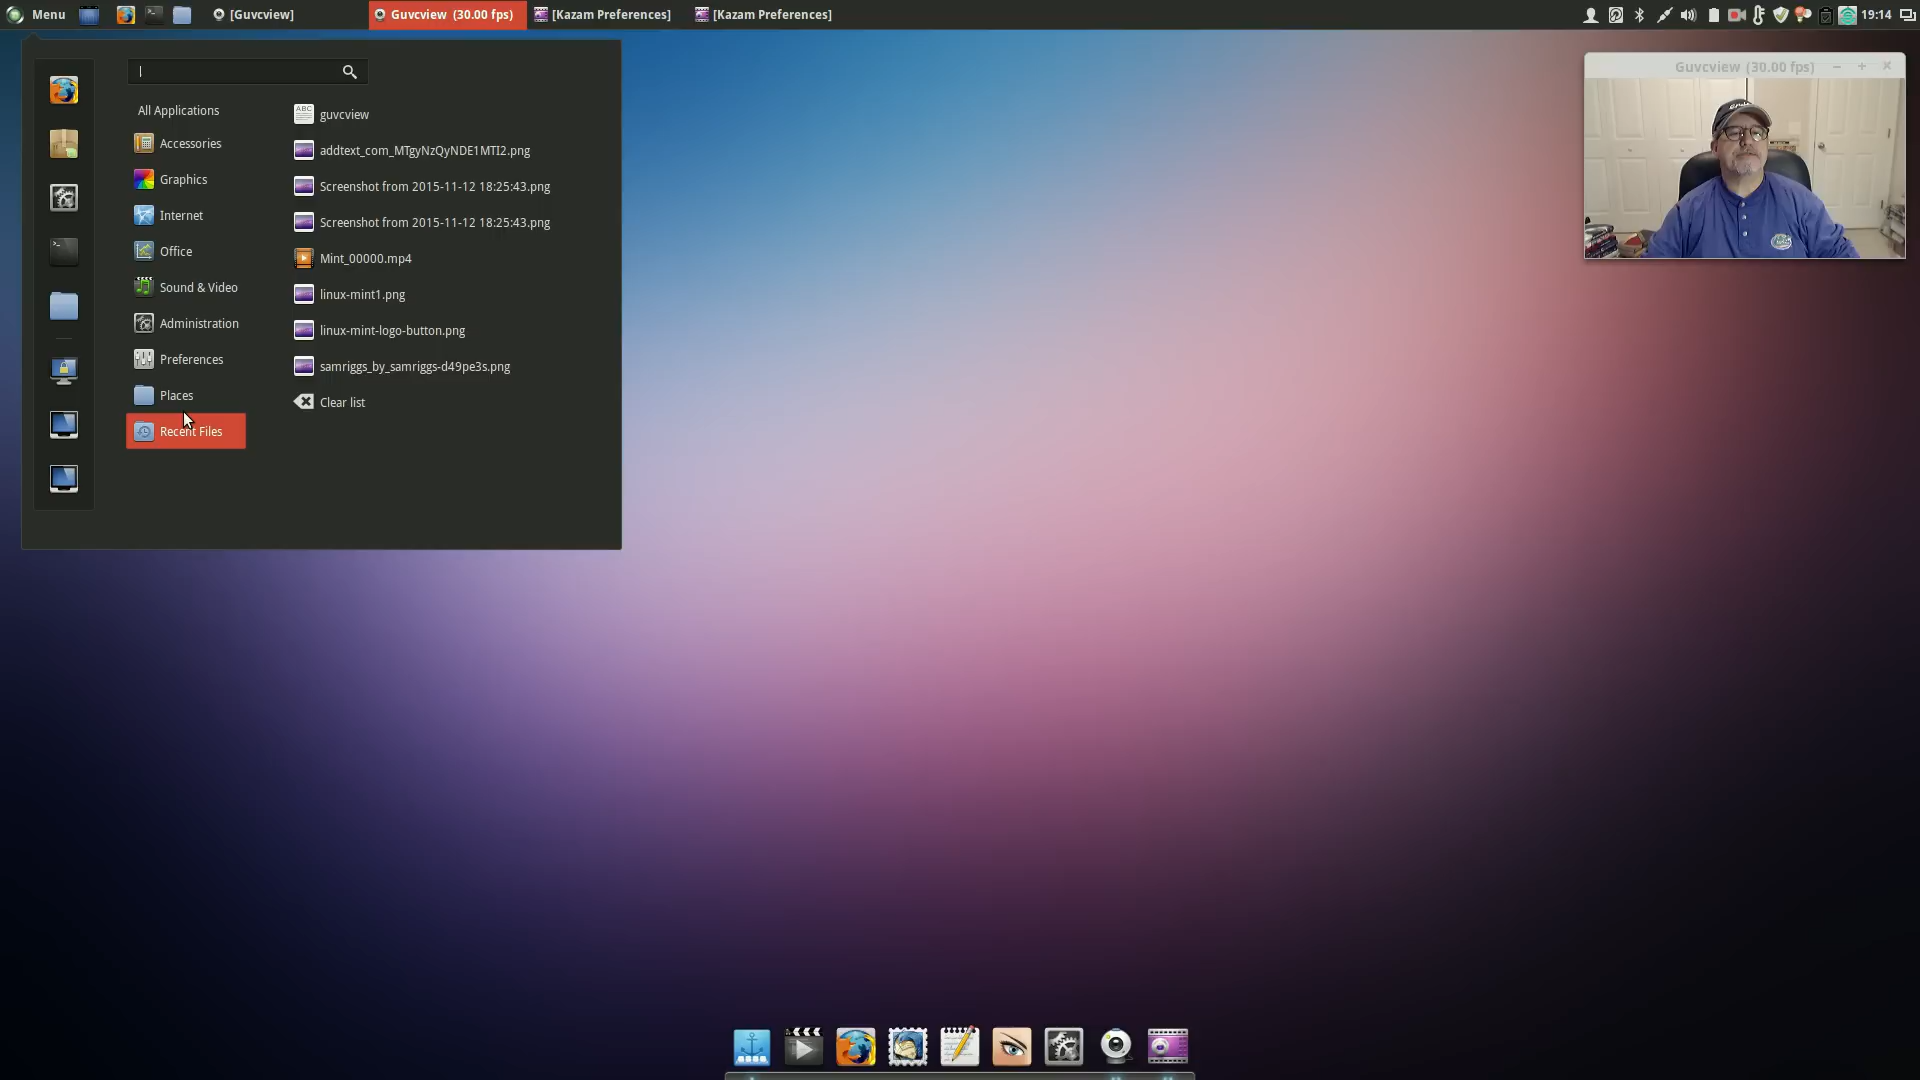 Menu
[Guvcview]
Guvcview (30.00 fps)
[Kazam Preferences]
[Kazam Preferences]
19:14
All Applications
Accessories
Graphics
Internet
Office
Sound & Video
Administration
Preferences
Places
Recent Files
guvcview
addtext_com_MTgyNzQyNDE1MTI2.png
Screenshot from 2015-11-12 18:25:43.png
Screenshot from 2015-11-12 18:25:43.png
Mint_00000.mp4
linux-mint1.png
linux-mint-logo-button.png
samriggs_by_samriggs-d49pe3s.png
Clear list
Guvcview (30.00 fps)
ABC